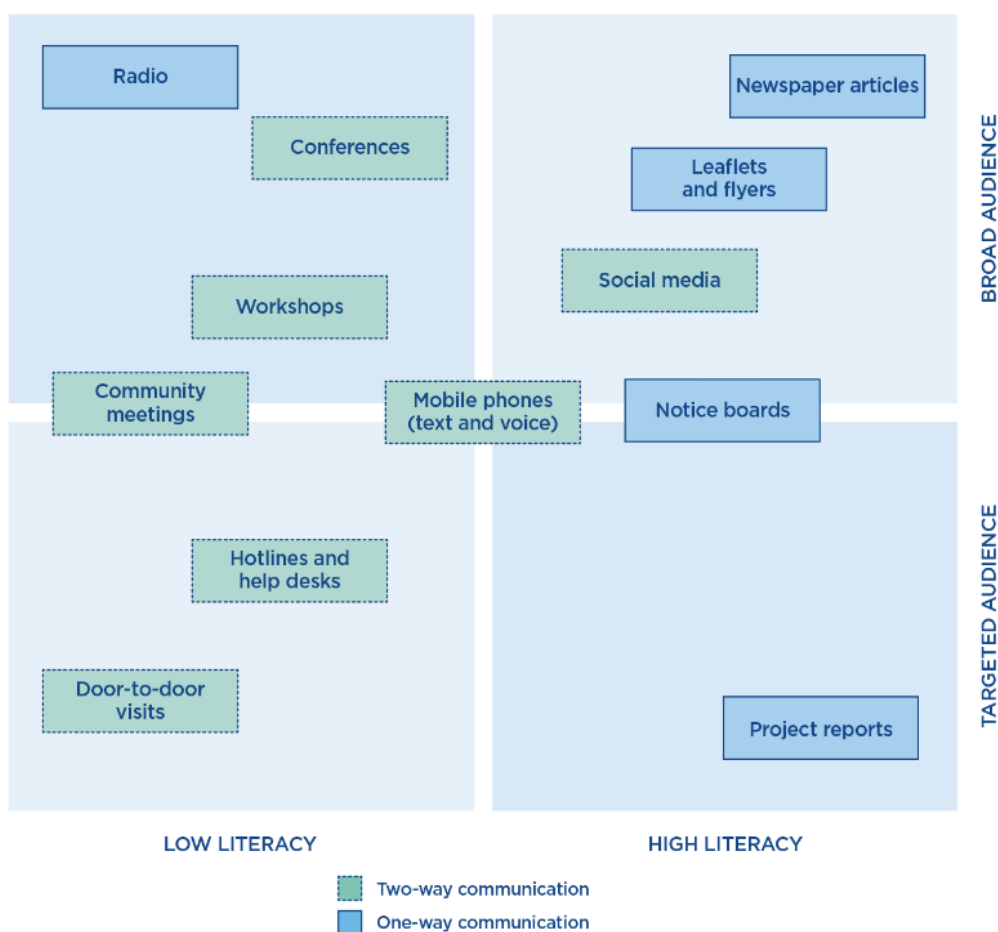 Radio
Newspaper articles
Conferences
Leaflets
and flyers
Social media
Workshops
Community
meetings
Mobile phones
(text and voice)
Notice boards
Hotlines and
help desks
Door-to-door
visits
Project reports
BROAD AUDIENCE
TARGETED AUDIENCE
LOW LITERACY
HIGH LITERACY
Two-way communication
One-way communication